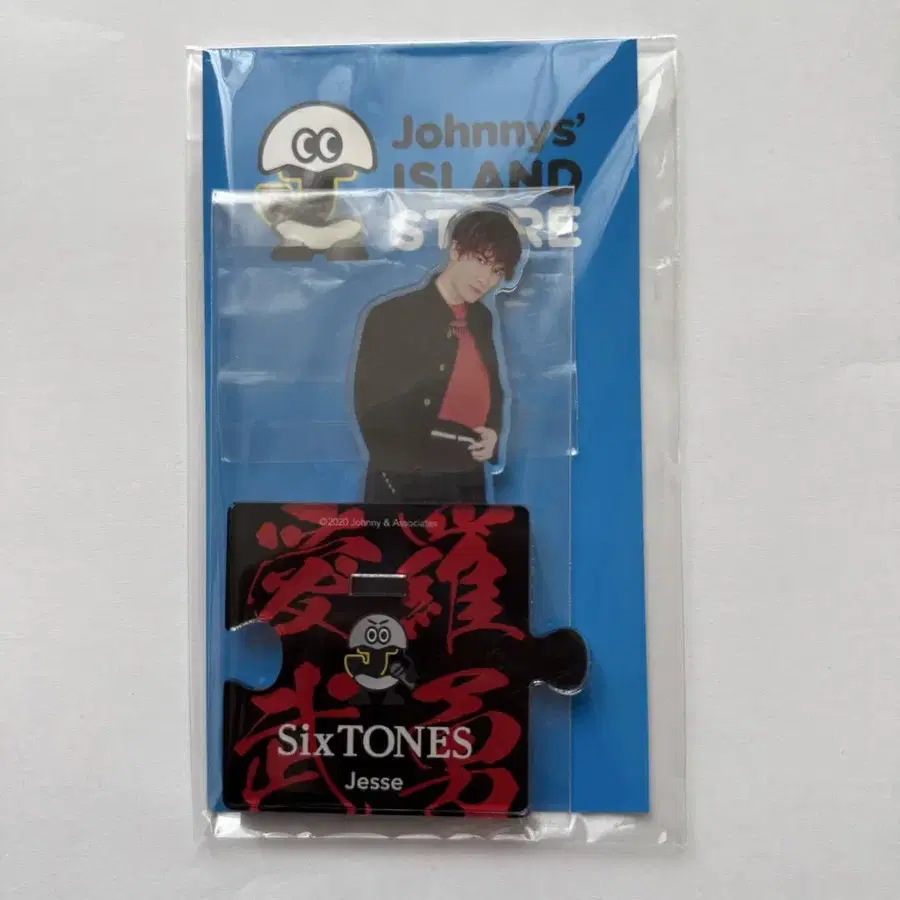 Johnnys'
ISLAND
STORE
©2020 Johnny & Associates
愛羅
武勇
SixTONES
Jesse